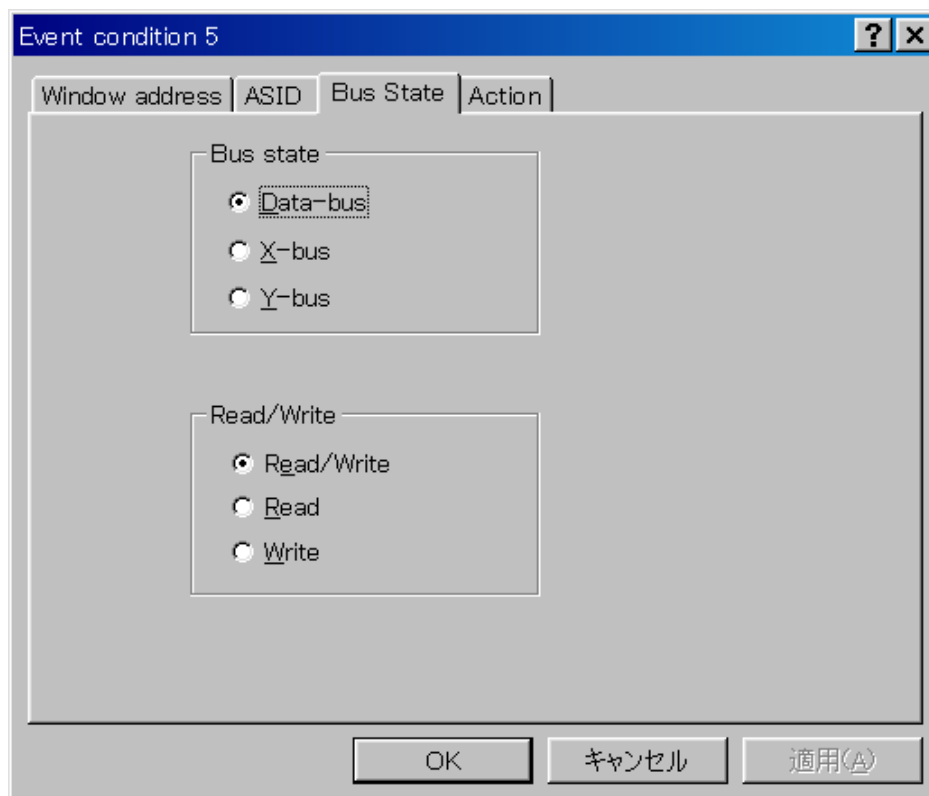 Event condition 5
Window address ASID Bus State Action
Bus state
Data-bus
X-bus
Y-bus
Read/Write
Read/Write
Read
Write
OK キャンセル 適用(A)